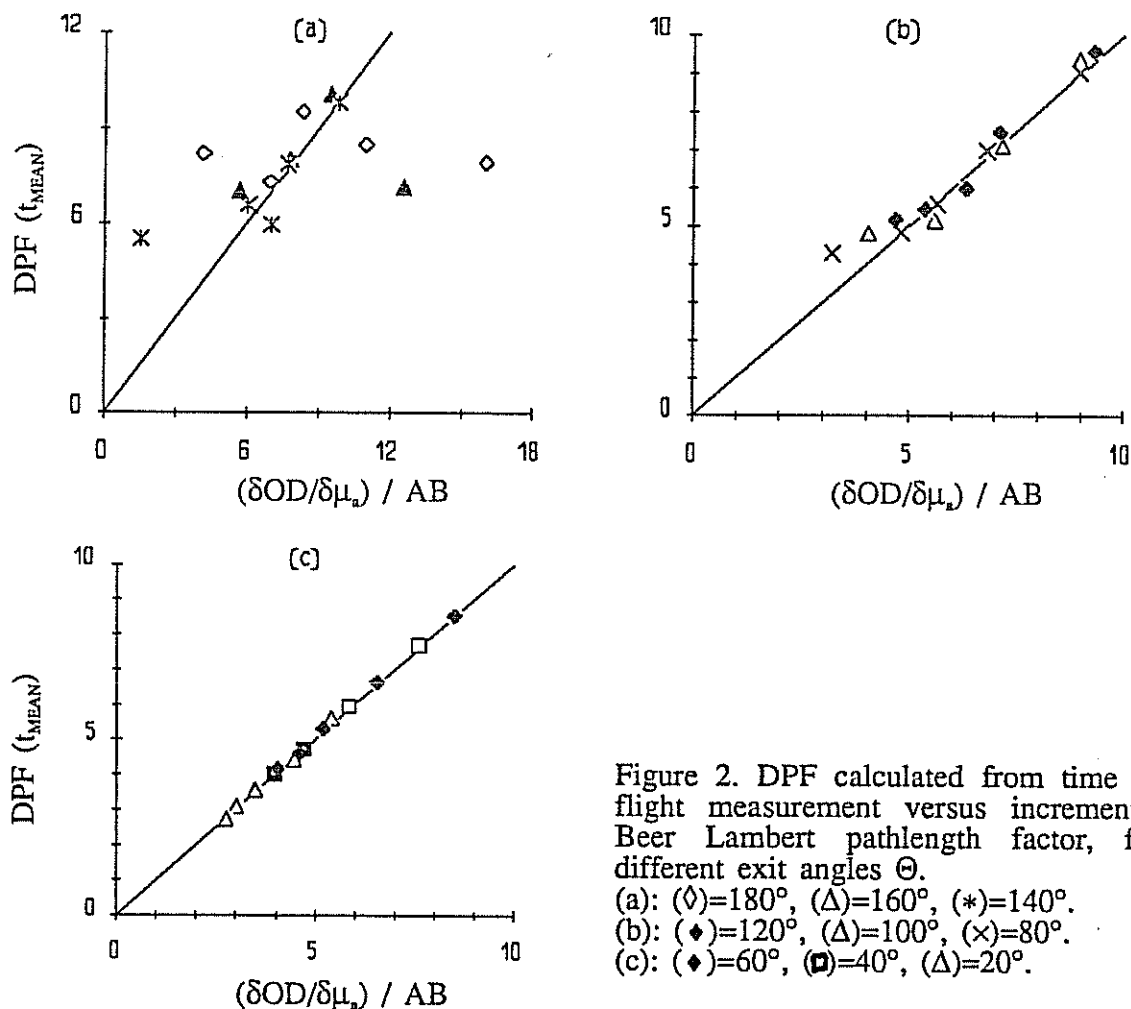 (a)
12
6
0
DPF (t_MEAN)
0 6 12 18
(δOD/δμ_a) / AB
(b)
10
5
0
0 5 10
(δOD/δμ_a) / AB
(c)
10
5
0
DPF (t_MEAN)
0 5 10
(δOD/δμ_a) / AB
Figure 2. DPF calculated from time
flight measurement versus increment
Beer Lambert pathlength factor, f
different exit angles Θ.
(a): (◊)=180°, (Δ)=160°, (*)=140°.
(b): (♦)=120°, (Δ)=100°, (×)=80°.
(c): (♦)=60°, (◘)=40°, (Δ)=20°.